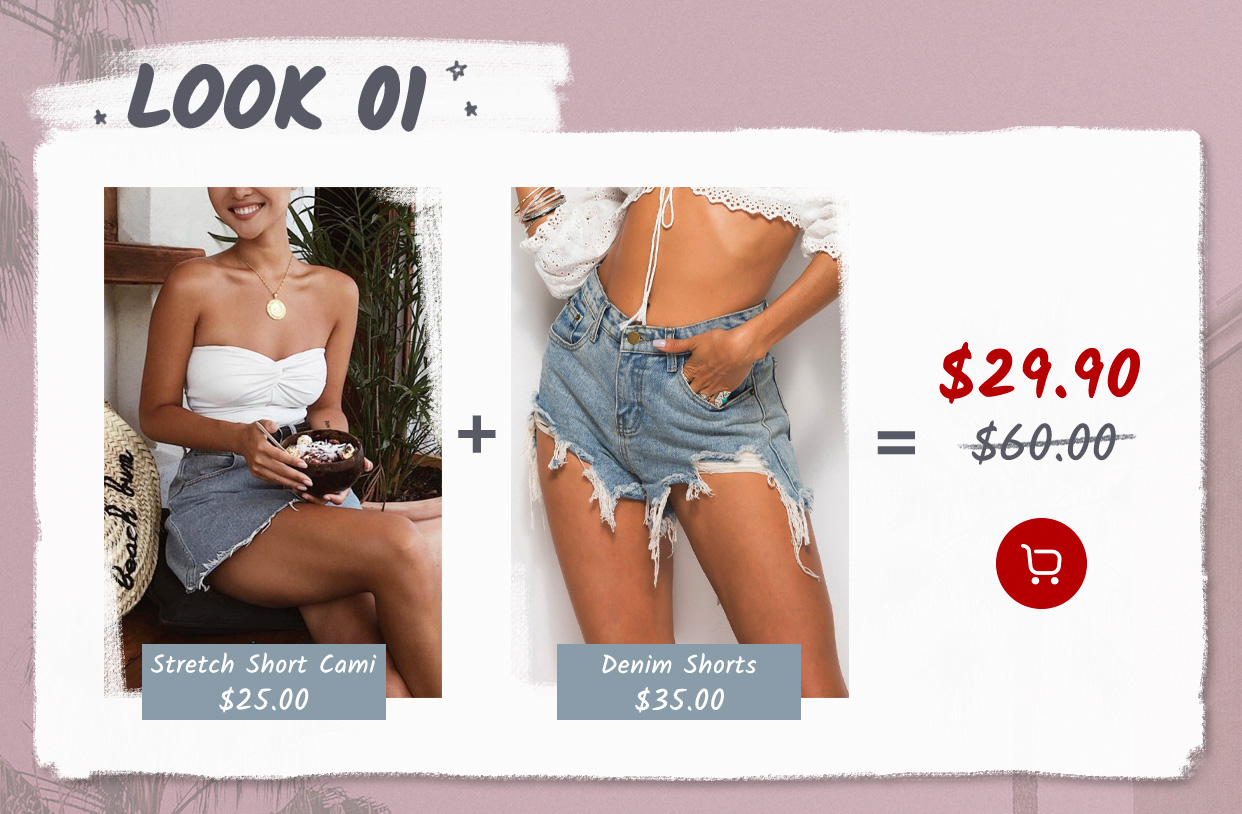 LOOK 01
beach bum
Stretch Short Cami
$25.00
+
Denim Shorts
$35.00
=
$29.90
$60.00